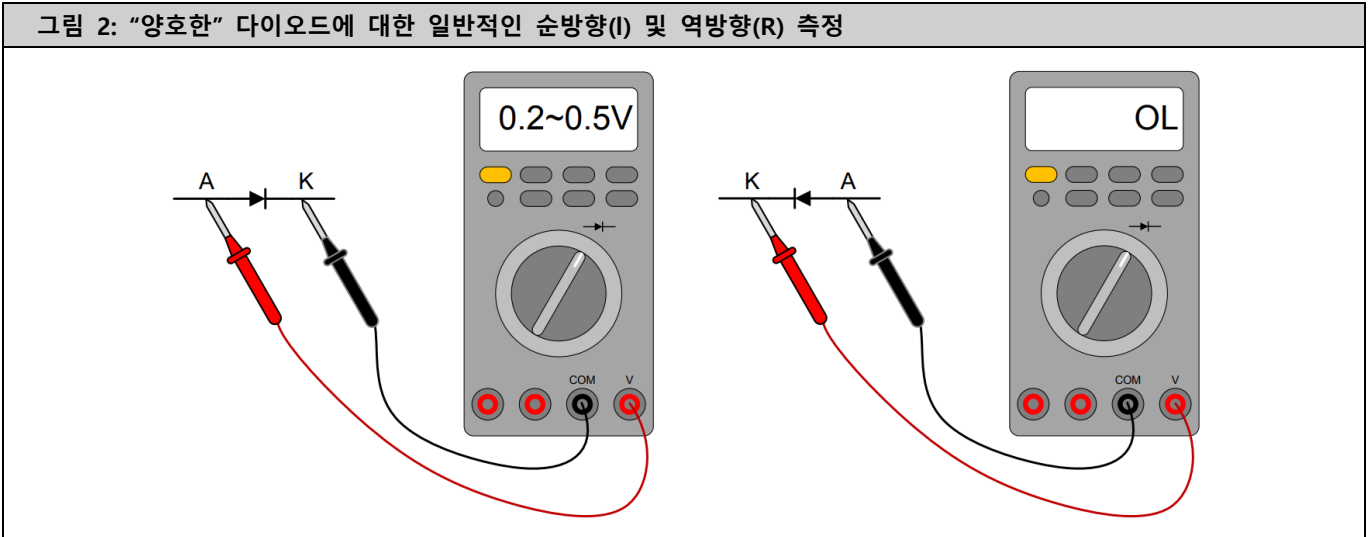 그림 2: “양호한” 다이오드에 대한 일반적인 순방향(l) 및 역방향(R) 측정
0.2~0.5V
A K
COM V
OL
K A
COM V